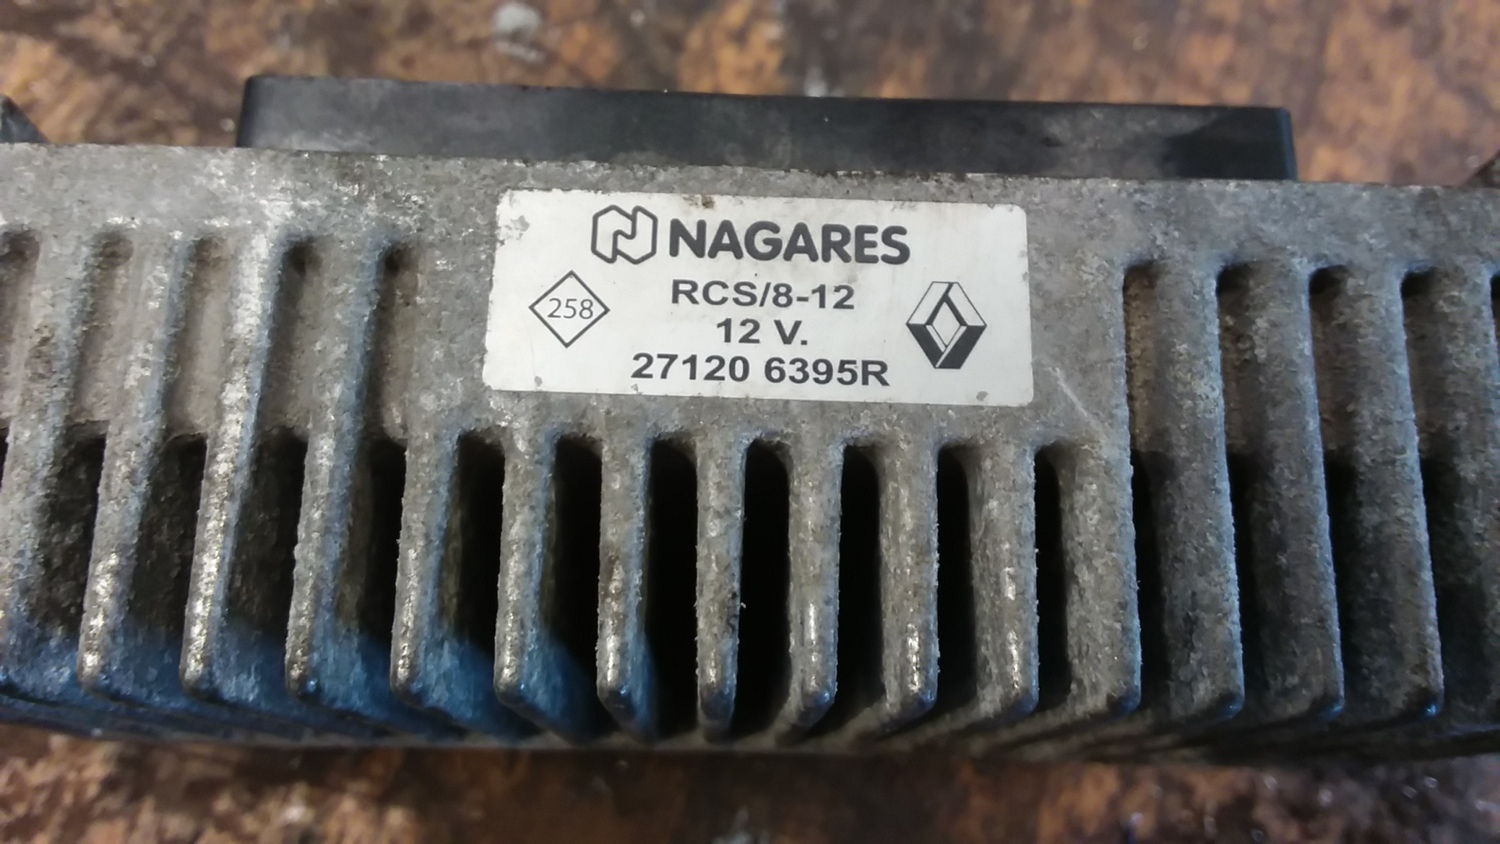 NAGARES
258
RCS/8-12
12 V.
27120 6395R